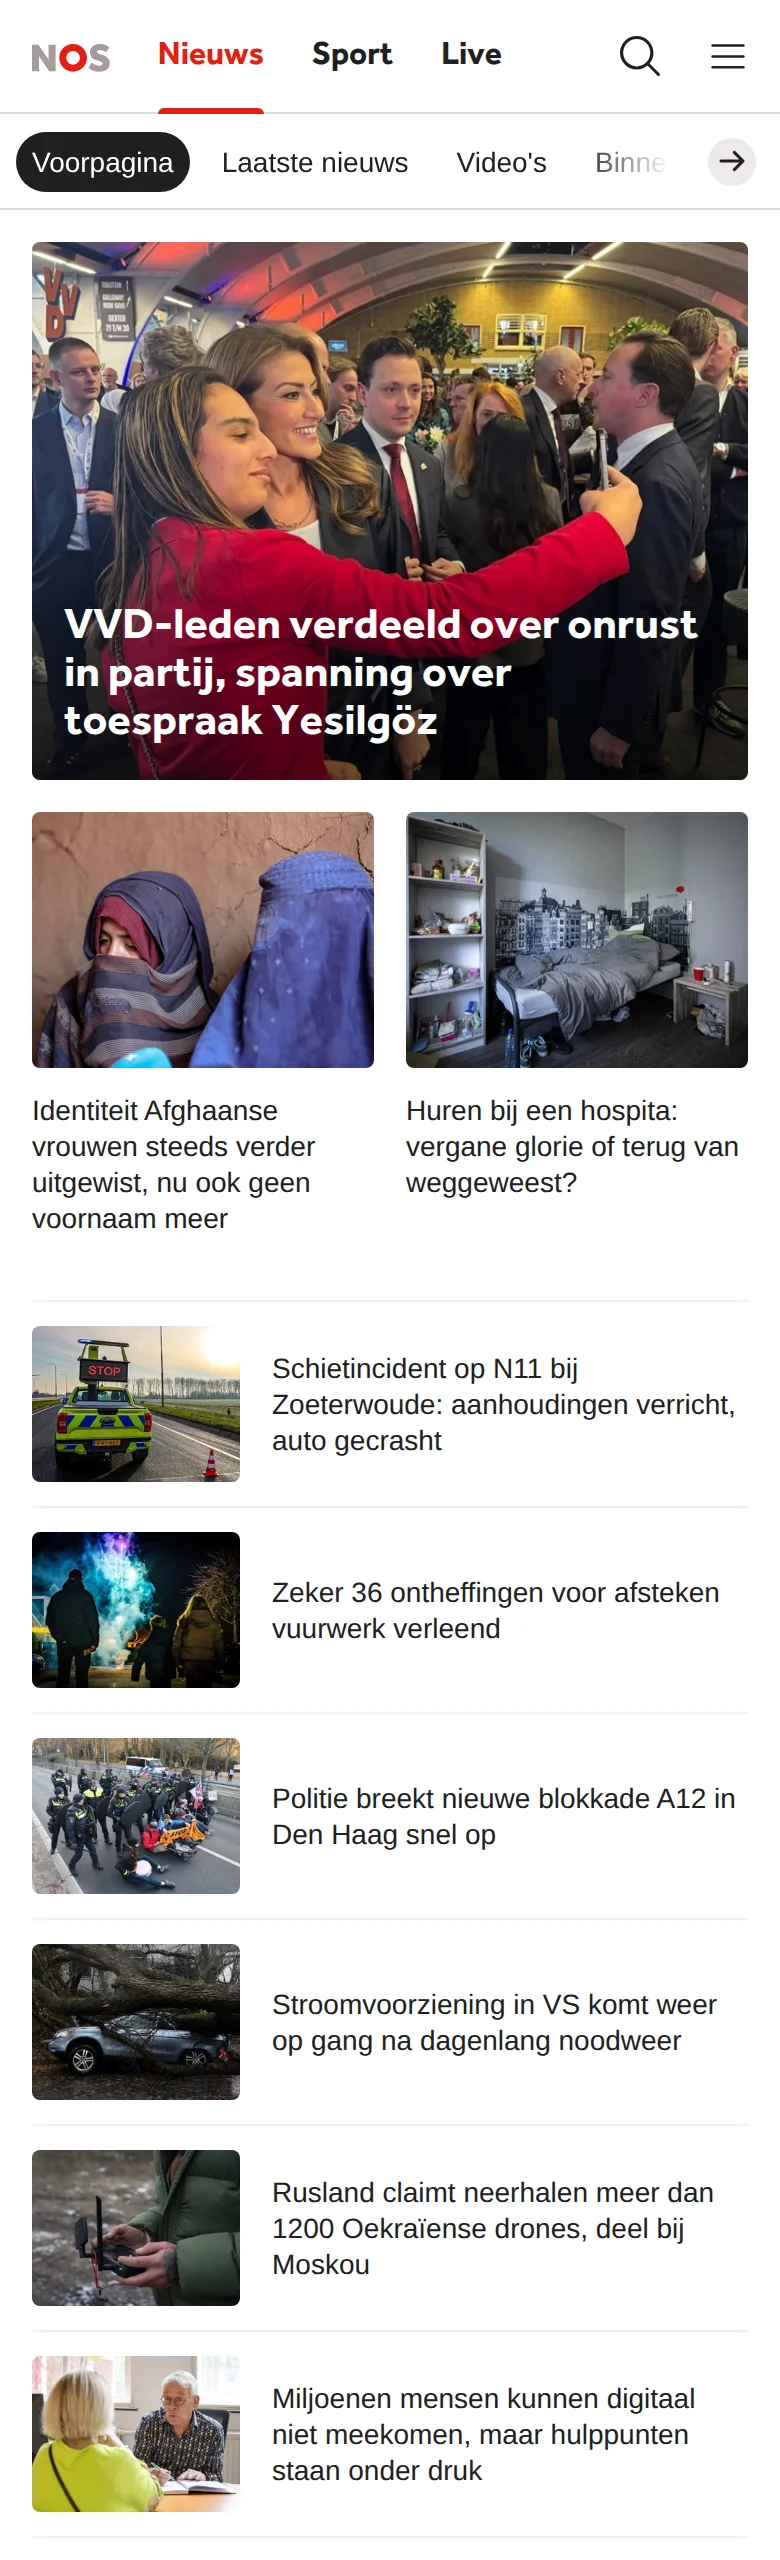 NOS Nieuws Sport Live
Voorpagina Laatste nieuws Video's Binne
VVD
VVD-leden verdeeld over onrust
in partij, spanning over
toespraak Yesilgöz
Identiteit Afghaanse
vrouwen steeds verder
uitgewist, nu ook geen
voornaam meer
Huren bij een hospita:
vergane glorie of terug van
weggeweest?
STOP
Schietincident op N11 bij
Zoeterwoude: aanhoudingen verricht,
auto gecrasht
Zeker 36 ontheffingen voor afsteken
vuurwerk verleend
Politie breekt nieuwe blokkade A12 in
Den Haag snel op
Stroomvoorziening in VS komt weer
op gang na dagenlang noodweer
Rusland claimt neerhalen meer dan
1200 Oekraïense drones, deel bij
Moskou
Miljoenen mensen kunnen digitaal
niet meekomen, maar hulppunten
staan onder druk